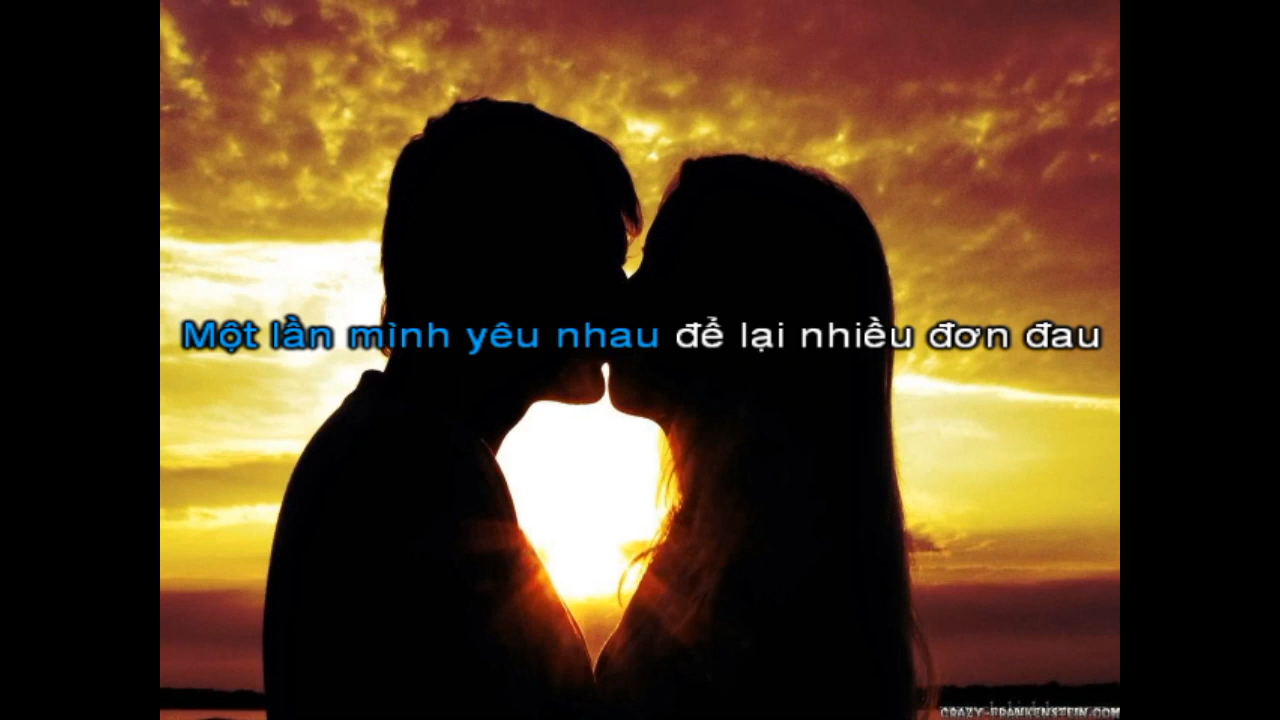 Một lần mình yêu nhau để lại nhiều đơn đau
CRAZY-FRANKENSTEIN.COM